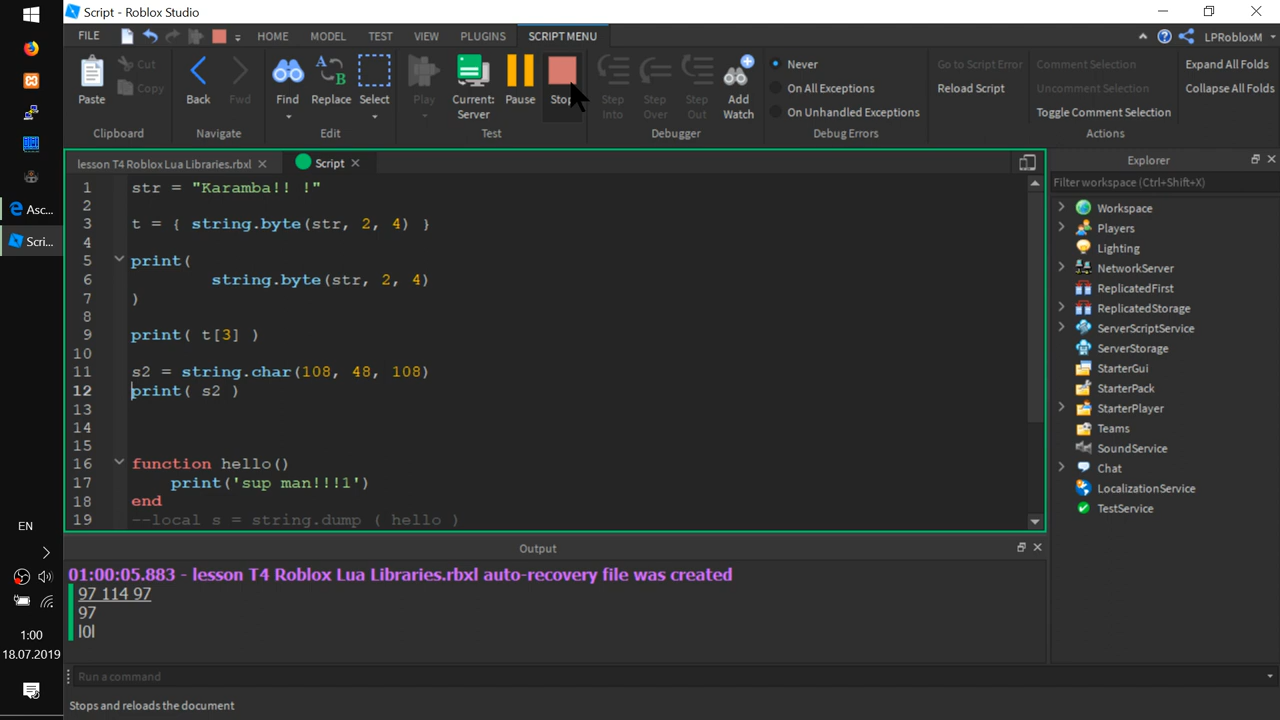 Script - Roblox Studio
FILE
HOME
MODEL
TEST
VIEW
PLUGINS
SCRIPT MENU
LPRobloxM
Paste
Cut
Copy
Clipboard
Back
Fwd
Navigate
Find
Replace
Select
Edit
Play
Current: Server
Pause
Stop
Test
Step Into
Step Over
Step Out
Add Watch
Debugger
Never
On All Exceptions
On Unhandled Exceptions
Debug Errors
Go to Script Error
Reload Script
Comment Selection
Uncomment Selection
Toggle Comment Selection
Expand All Folds
Collapse All Folds
Actions
lesson T4 Roblox Lua Libraries.rbxl
Script
1 str = "Karamba!! !"
2
3 t = { string.byte(str, 2, 4) }
4
5 print(
6 string.byte(str, 2, 4)
7 )
8
9 print( t[3] )
10
11 s2 = string.char(108, 48, 108)
12 print( s2 )
13
14
15
16 function hello()
17 print('sup man!!!1')
18 end
19 --local s = string.dump ( hello )
Explorer
Filter workspace (Ctrl+Shift+X)
Workspace
Players
Lighting
NetworkServer
ReplicatedFirst
ReplicatedStorage
ServerScriptService
ServerStorage
StarterGui
StarterPack
StarterPlayer
Teams
SoundService
Chat
LocalizationService
TestService
Output
01:00:05.883 - lesson T4 Roblox Lua Libraries.rbxl auto-recovery file was created
97 114 97
97
l0l
Run a command
Stops and reloads the document
Asc...
Scri...
EN
1:00
18.07.2019